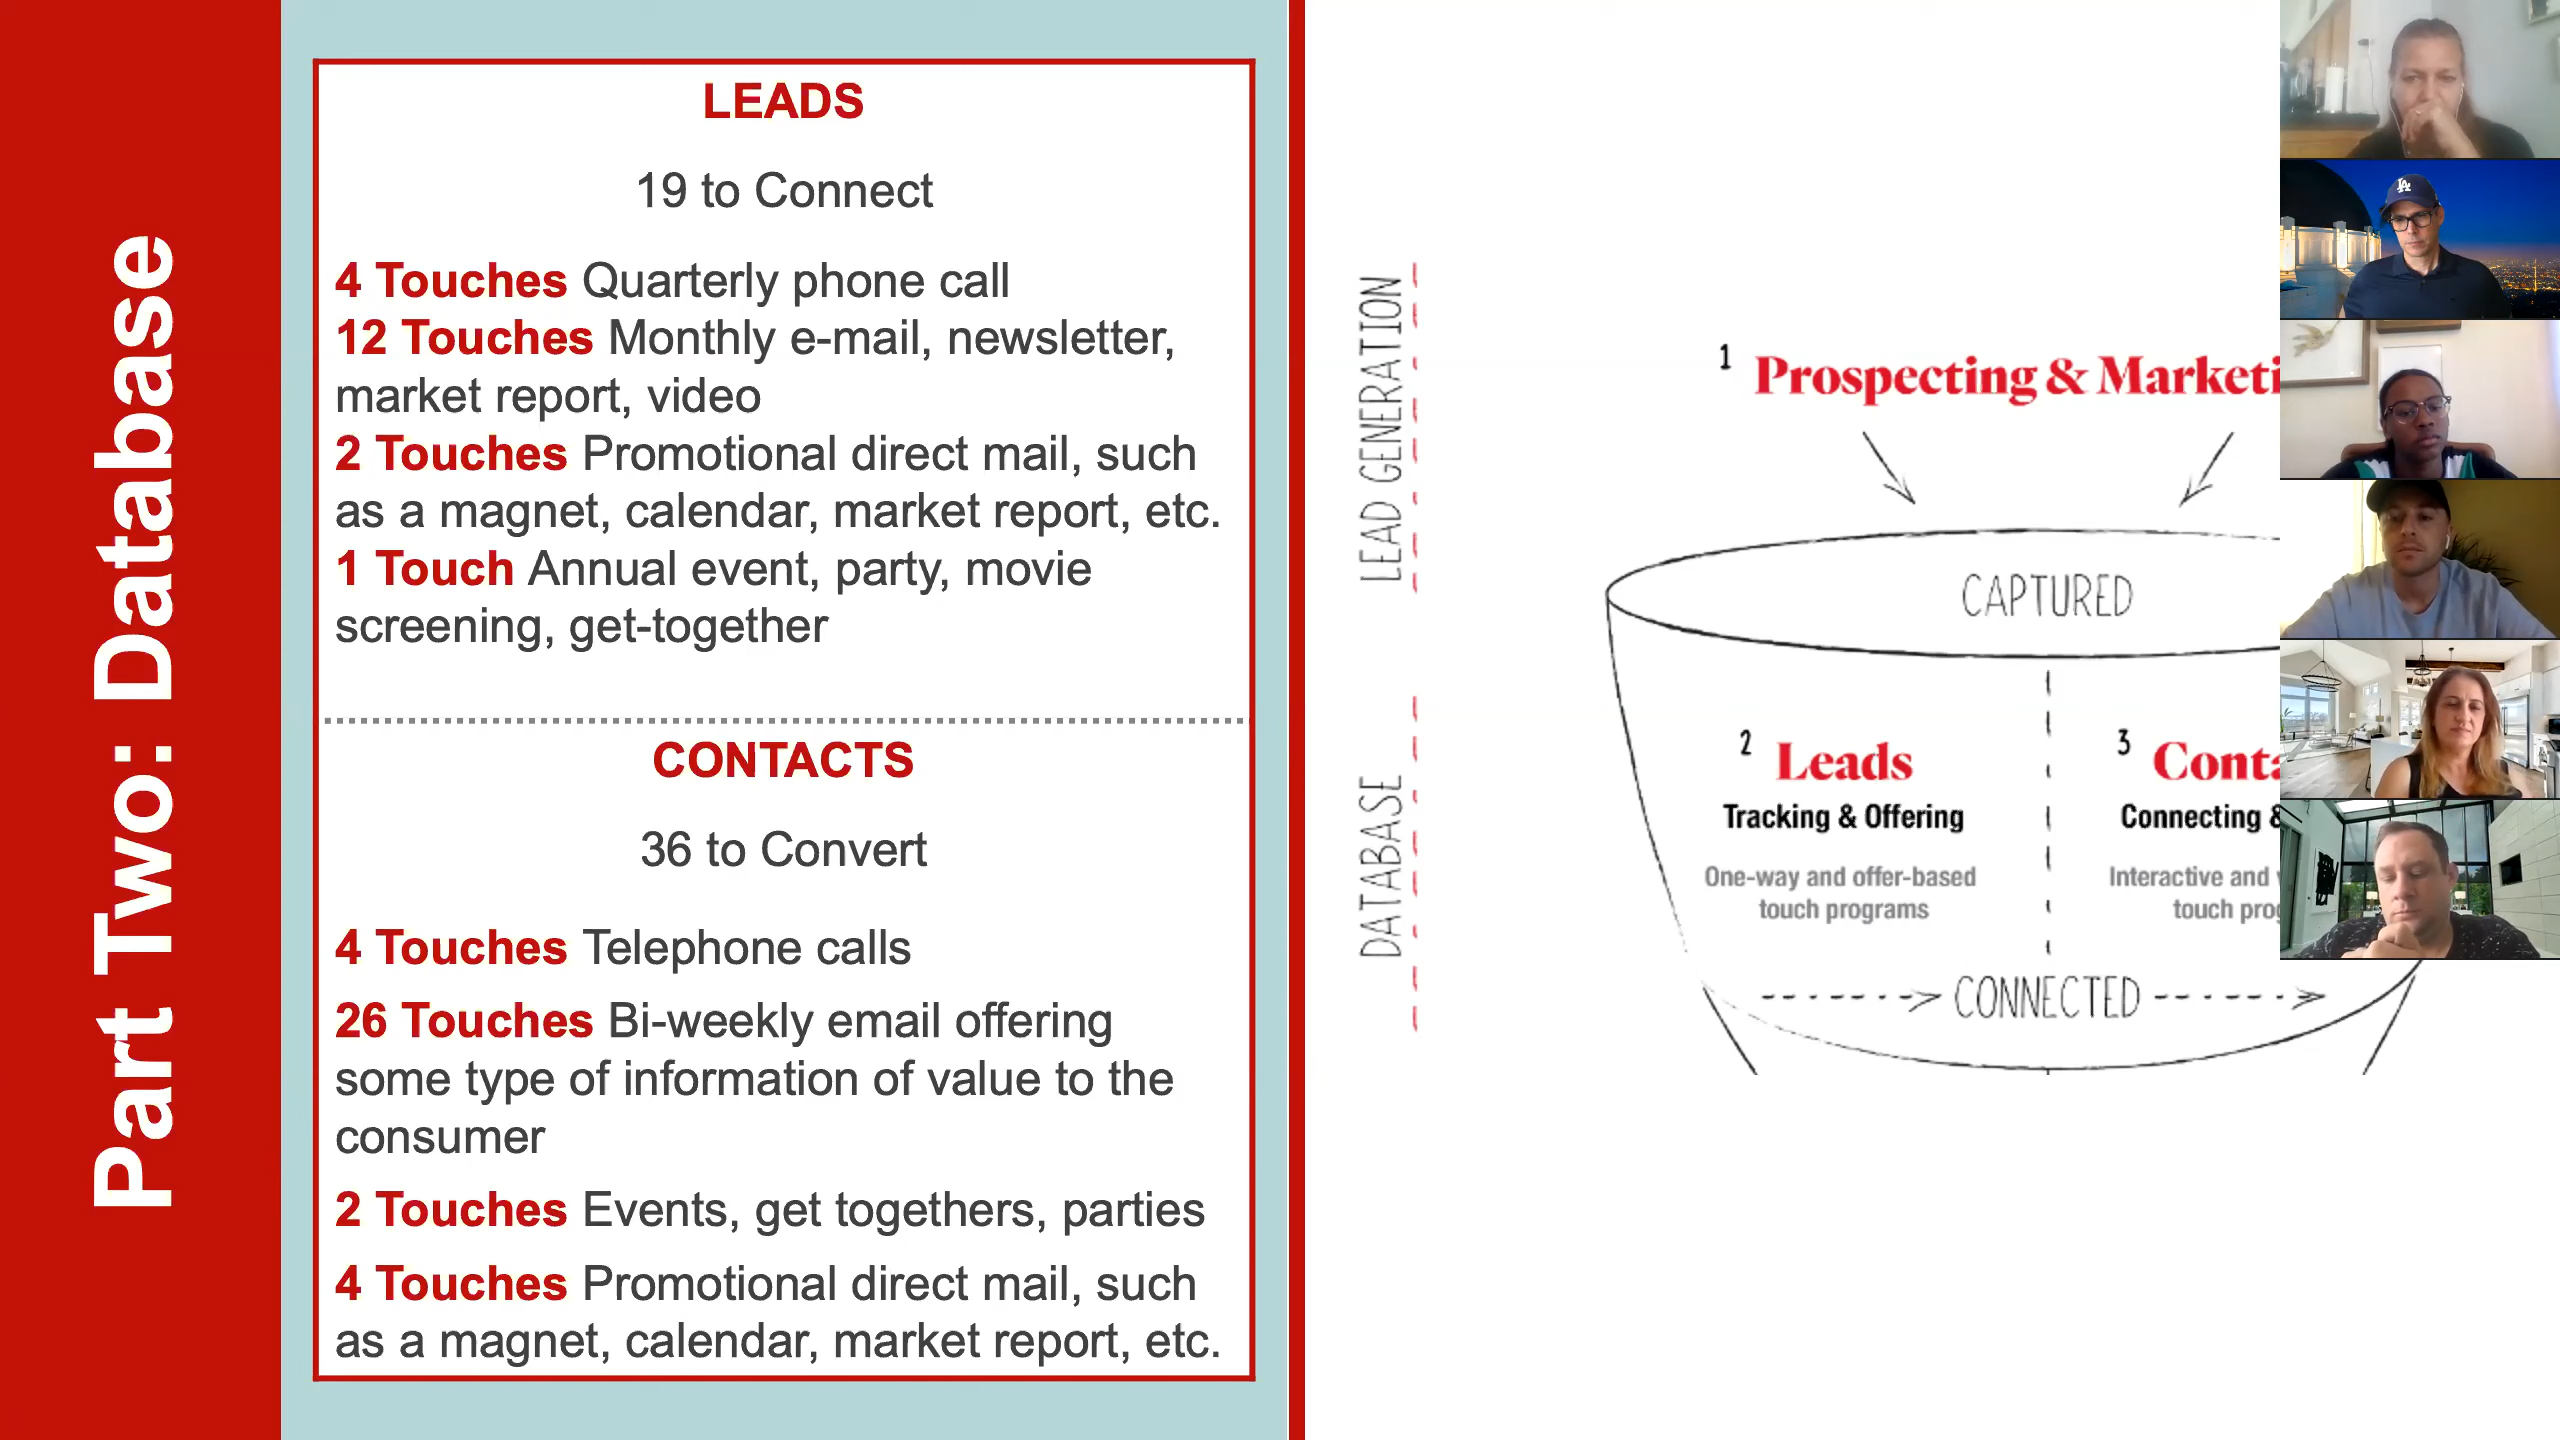 Part Two: Database
LEADS
19 to Connect
4 Touches Quarterly phone call
12 Touches Monthly e-mail, newsletter,
market report, video
2 Touches Promotional direct mail, such
as a magnet, calendar, market report, etc.
1 Touch Annual event, party, movie
screening, get-together
CONTACTS
36 to Convert
4 Touches Telephone calls
26 Touches Bi-weekly email offering
some type of information of value to the
consumer
2 Touches Events, get togethers, parties
4 Touches Promotional direct mail, such
as a magnet, calendar, market report, etc.
LEAD GENERATION
DATABASE
1 Prospecting & Marketi
CAPTURED
2 Leads
Tracking & Offering
One-way and offer-based
touch programs
3 Conta
Connecting &
Interactive and
touch prog
CONNECTED
LA